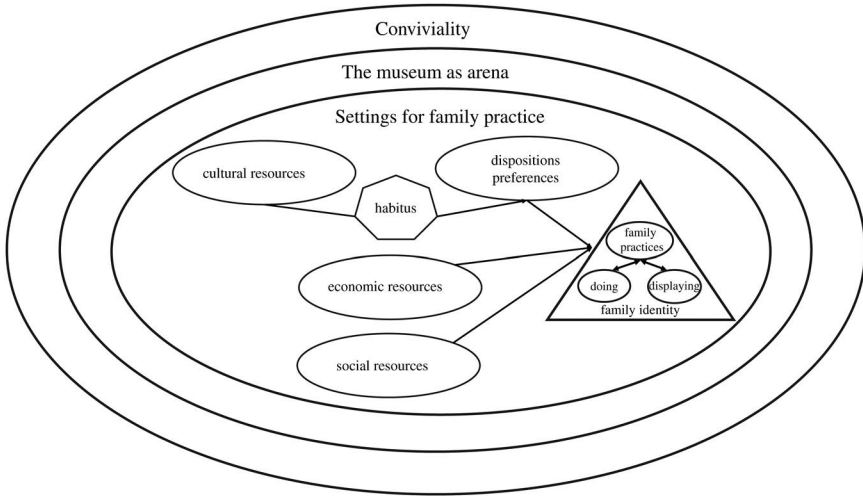 Conviviality
The museum as arena
Settings for family practice
cultural resources
dispositions
preferences
habitus
family
practices
economic resources
doing
displaying
family identity
social resources